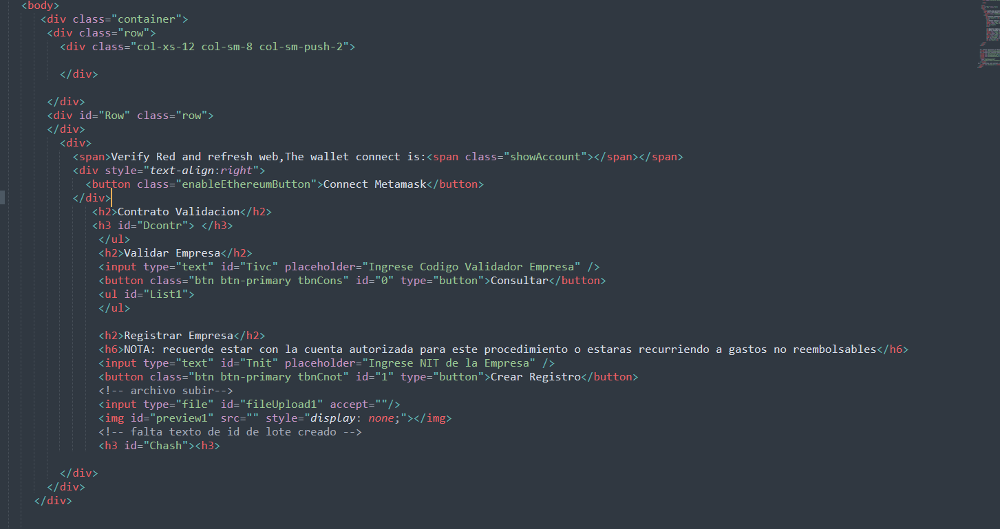 <body>
<div class="container">
<div class="row">
<div class="col-xs-12 col-sm-8 col-sm-push-2">
</div>
</div>
<div id="Row" class="row">
</div>
<div>
<span>Verify Red and refresh web,The wallet connect is:<span class="showAccount"></span></span>
<div style="text-align:right">
<button class="enableEthereumButton">Connect Metamask</button>
</div>
<h2>Contrato Validacion</h2>
<h3 id="Dcontr"> </h3>
</ul>
<h2>Validar Empresa</h2>
<input type="text" id="Tivc" placeholder="Ingrese Codigo Validador Empresa" />
<button class="btn btn-primary tbnCons" id="0" type="button">Consultar</button>
<ul id="List1">
</ul>
<h2>Registrar Empresa</h2>
<h6>NOTA: recuerde estar con la cuenta autorizada para este procedimiento o estaras recurriendo a gastos no reembolsables</h6>
<input type="text" id="Tnit" placeholder="Ingrese NIT de la Empresa" />
<button class="btn btn-primary tbnCnot" id="1" type="button">Crear Registro</button>
<!-- archivo subir-->
<input type="file" id="fileUpload1" accept=""/>
<img id="preview1" src="" style="display: none;"></img>
<!-- falta texto de id de lote creado -->
<h3 id="Chash"><h3>
</div>
</div>
</div>